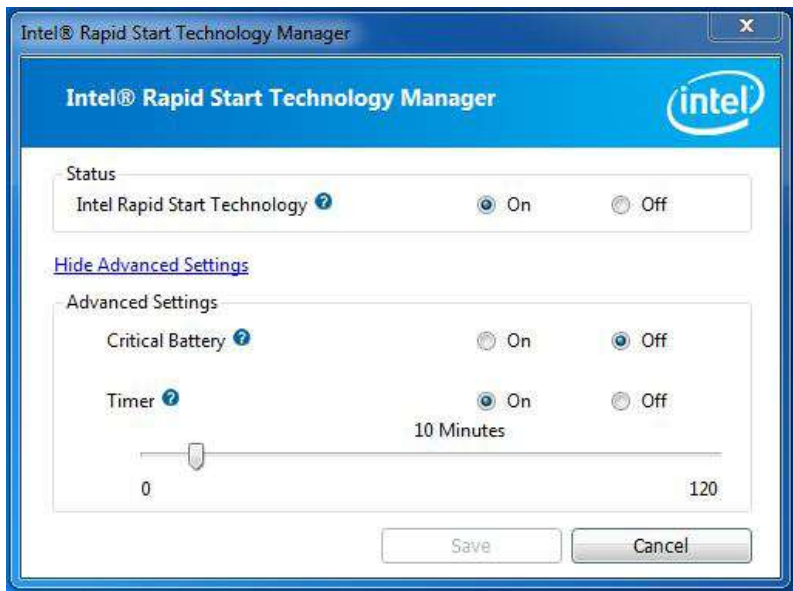 Intel® Rapid Start Technology Manager
X
Intel® Rapid Start Technology Manager
intel
Status
Intel Rapid Start Technology ? On Off
Hide Advanced Settings
Advanced Settings
Critical Battery ? On Off
Timer ? On Off
10 Minutes
0 120
Save Cancel